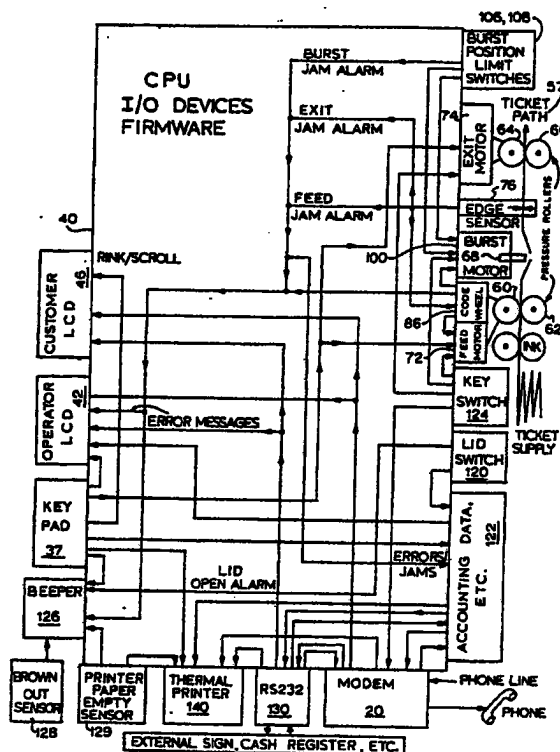 CPU
I/O DEVICES
FIRMWARE
BURST
JAM ALARM
EXIT
JAM ALARM
FEED
JAM ALARM
106, 108
BURST
POSITION
LIMIT
SWITCHES
57
TICKET
PATH
64
66
74
EXIT
MOTOR
76
EDGE
SENSOR
PRESSURE ROLLERS
100
BURST
68
MOTOR
60
62
CODE
WHEEL
86
FEED
MOTOR
72
INK
KEY
SWITCH
124
TICKET
SUPPLY
LID
SWITCH
120
ACCOUNTING DATA,
ETC.
122
40
RINK/SCROLL
CUSTOMER
LCD
46
OPERATOR
LCD
42
ERROR MESSAGES
KEY
PAD
37
LID
OPEN ALARM
ERRORS/
JAMS
BEEPER
126
BROWN
OUT
SENSOR
128
PRINTER
PAPER
EMPTY
SENSOR
129
THERMAL
PRINTER
140
RS232
130
MODEM
20
PHONE LINE
PHONE
EXTERNAL SIGN, CASH REGISTER, ETC.